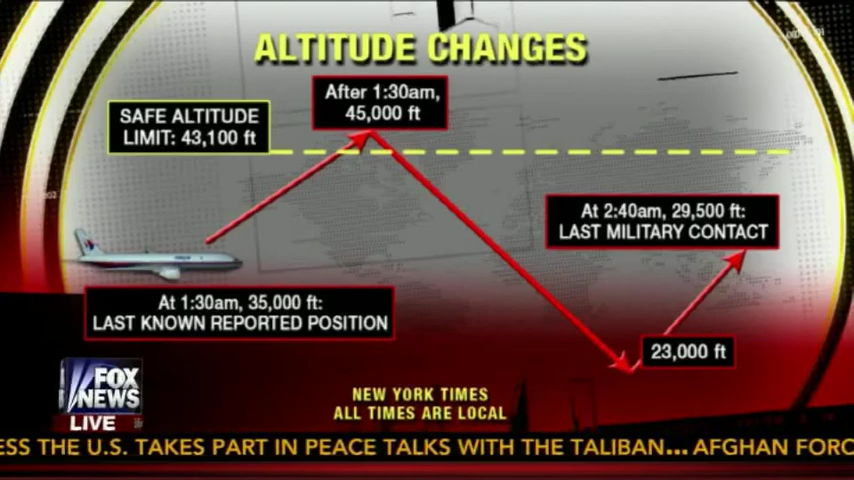 ALTITUDE CHANGES
After 1:30am,
45,000 ft
SAFE ALTITUDE
LIMIT: 43,100 ft
At 2:40am, 29,500 ft:
LAST MILITARY CONTACT
At 1:30am, 35,000 ft:
LAST KNOWN REPORTED POSITION
23,000 ft
FOX
NEWS
LIVE
NEW YORK TIMES
ALL TIMES ARE LOCAL
ESS THE U.S. TAKES PART IN PEACE TALKS WITH THE TALIBAN... AFGHAN FORC